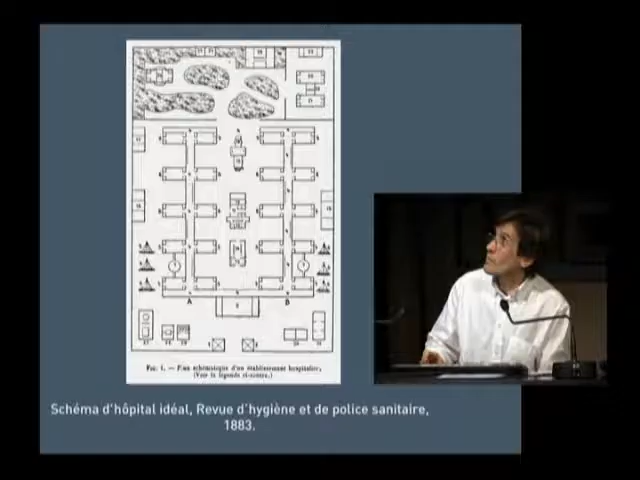 A B
Fig. 1. — Plan schématique d'un établissement hospitalier.
(Voir la légende ci-contre.)
Schéma d'hôpital idéal, Revue d'hygiène et de police sanitaire,
1883.